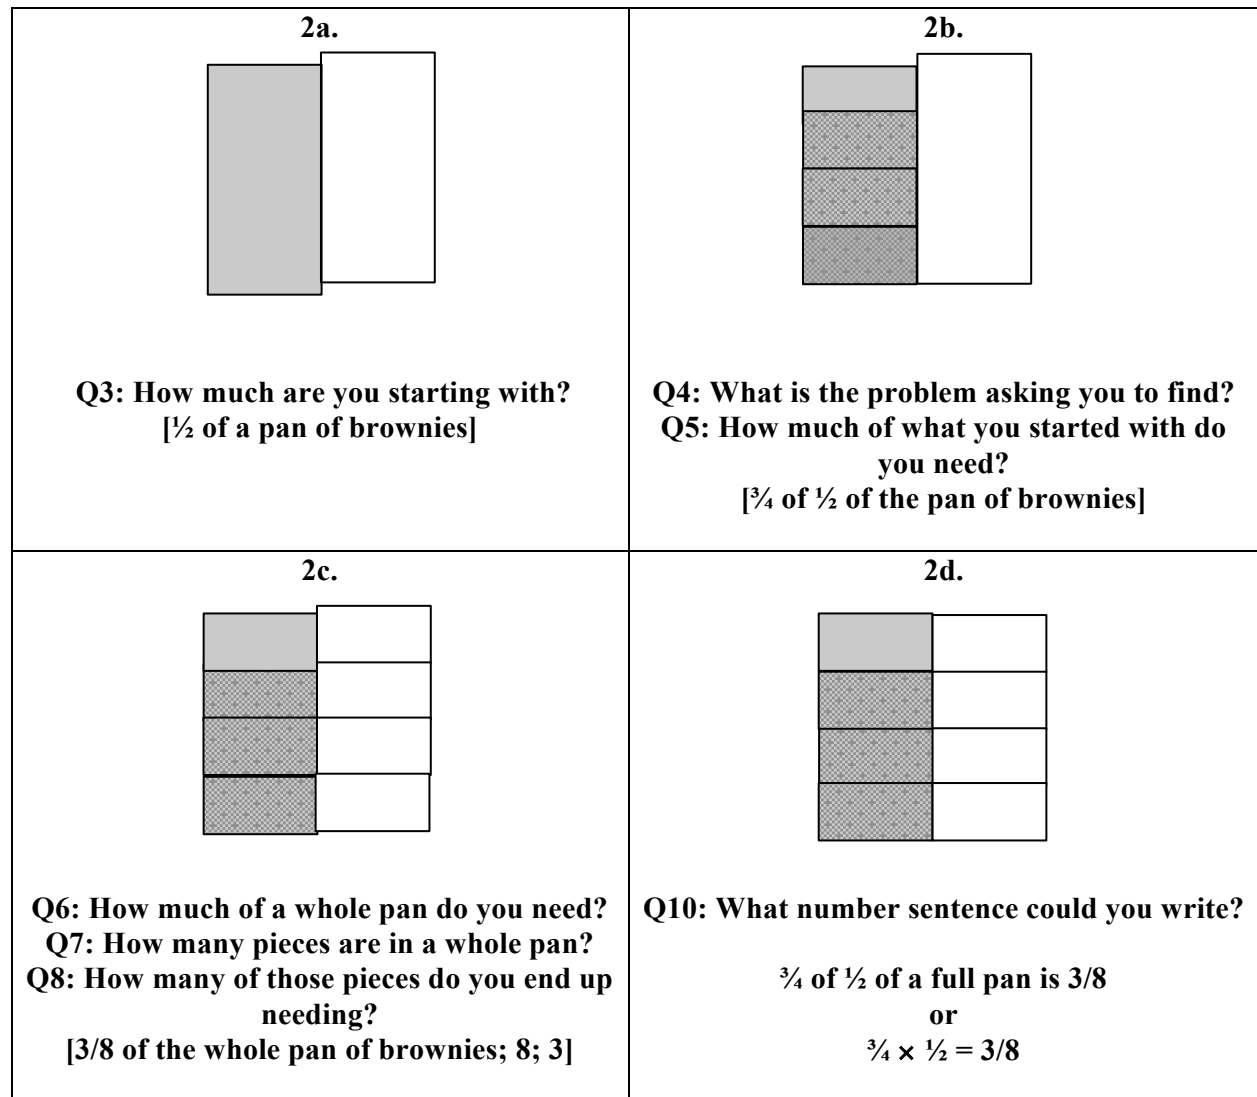 2a.
Q3: How much are you starting with?
[½ of a pan of brownies]
2b.
Q4: What is the problem asking you to find?
Q5: How much of what you started with do
you need?
[¾ of ½ of the pan of brownies]
2c.
Q6: How much of a whole pan do you need?
Q7: How many pieces are in a whole pan?
Q8: How many of those pieces do you end up
needing?
[3/8 of the whole pan of brownies; 8; 3]
2d.
Q10: What number sentence could you write?
¾ of ½ of a full pan is 3/8
or
¾ × ½ = 3/8